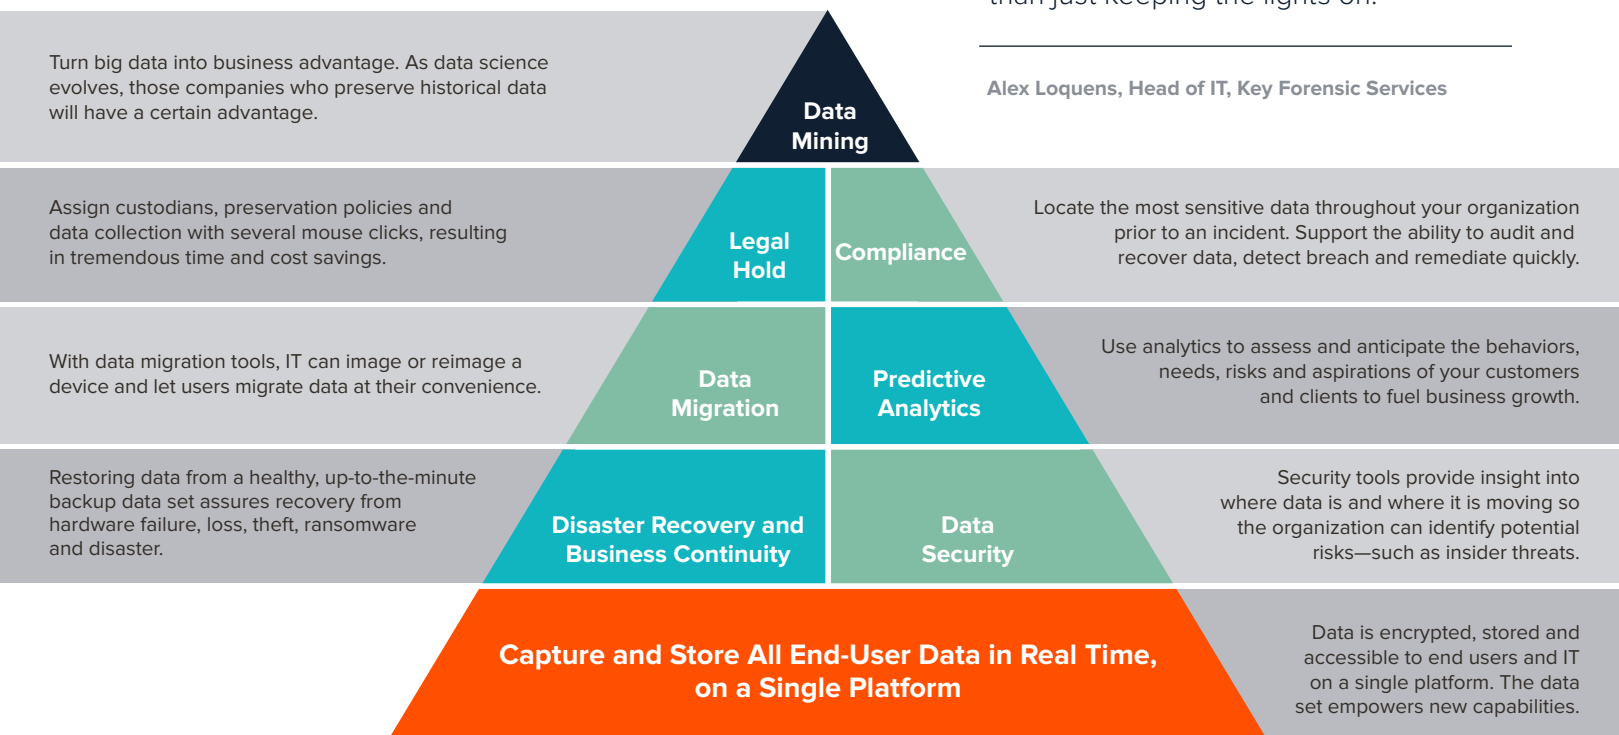 than just keeping the lights on.
Alex Loquens, Head of IT, Key Forensic Services
Turn big data into business advantage. As data science
evolves, those companies who preserve historical data
will have a certain advantage.
Data
Mining
Assign custodians, preservation policies and
data collection with several mouse clicks, resulting
in tremendous time and cost savings.
Legal
Hold
Compliance
Locate the most sensitive data throughout your organization
prior to an incident. Support the ability to audit and
recover data, detect breach and remediate quickly.
With data migration tools, IT can image or reimage a
device and let users migrate data at their convenience.
Data
Migration
Predictive
Analytics
Use analytics to assess and anticipate the behaviors,
needs, risks and aspirations of your customers
and clients to fuel business growth.
Restoring data from a healthy, up-to-the-minute
backup data set assures recovery from
hardware failure, loss, theft, ransomware
and disaster.
Disaster Recovery and
Business Continuity
Data
Security
Security tools provide insight into
where data is and where it is moving so
the organization can identify potential
risks—such as insider threats.
Capture and Store All End-User Data in Real Time,
on a Single Platform
Data is encrypted, stored and
accessible to end users and IT
on a single platform. The data
set empowers new capabilities.